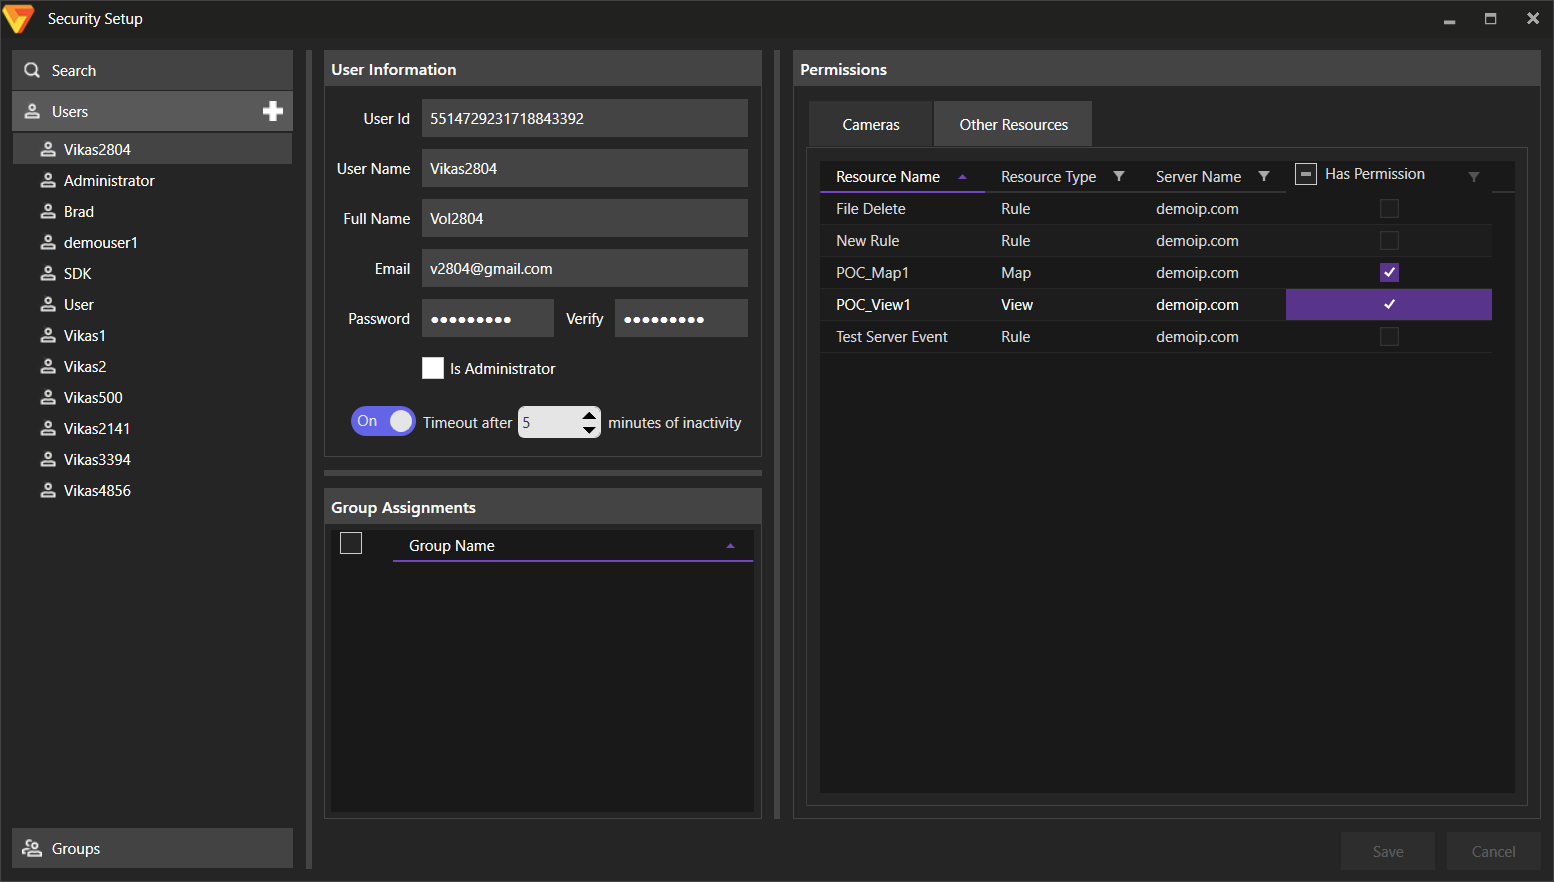 Security Setup
Search
Users
Vikas2804
Administrator
Brad
demouser1
SDK
User
Vikas1
Vikas2
Vikas500
Vikas2141
Vikas3394
Vikas4856
Groups
User Information
User Id 5514729231718843392
User Name Vikas2804
Full Name Vol2804
Email v2804@gmail.com
Password ●●●●●●●●● Verify ●●●●●●●●●
Is Administrator
On Timeout after 5 minutes of inactivity
Group Assignments
Group Name
Permissions
Cameras Other Resources
Resource Name Resource Type Server Name Has Permission
File Delete Rule demoip.com
New Rule Rule demoip.com
POC_Map1 Map demoip.com
POC_View1 View demoip.com
Test Server Event Rule demoip.com
Save Cancel